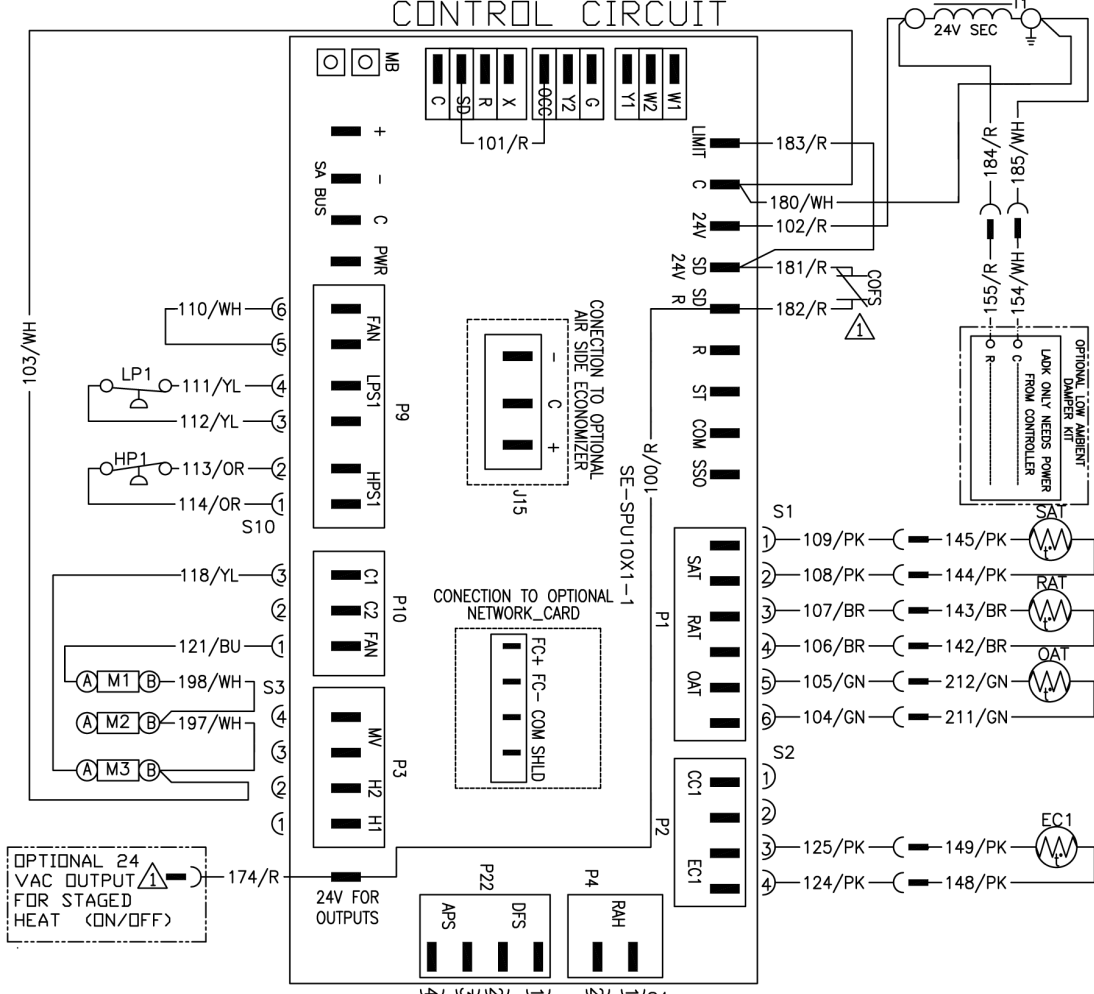 CONTROL CIRCUIT
24V SEC
MB
C
SD
R
X
OCC
Y2
G
Y1
W2
W1
101/R
+
-
C
PWR
SA BUS
LIMIT
C
24V
SD
24V
SD
R
R
ST
COM
SSO
183/R
180/WH
102/R
181/R
182/R
COFS
1
184/R
185/WH
155/R
154/WH
OPTIONAL LOW AMBIENT
DAMPER KIT
LADK ONLY NEEDS POWER
FROM CONTROLLER
C
R
103/WH
110/WH
6
FAN
5
LP1
111/YL
4
LPS1
112/YL
3
P9
HP1
113/OR
2
HPS1
114/OR
1
S10
CONECTION TO OPTIONAL
AIR SIDE ECONOMIZER
-
C
+
J15
100/R
SE-SPU10X1-1
118/YL
3
C1
2
C2
P10
121/BU
1
FAN
A M1 B
198/WH
S3
A M2 B
197/WH
4
MV
3
P3
A M3 B
2
H2
1
H1
CONECTION TO OPTIONAL
NETWORK_CARD
FC+
FC-
COM
SHLD
S1
1
109/PK
145/PK
SAT
SAT
2
108/PK
144/PK
3
107/BR
143/BR
RAT
RAT
P1
4
106/BR
142/BR
5
105/GN
212/GN
OAT
OAT
6
104/GN
211/GN
S2
1
CC1
2
P2
3
125/PK
149/PK
EC1
EC1
4
124/PK
148/PK
OPTIONAL 24
VAC OUTPUT 1
FOR STAGED
HEAT (ON/OFF)
174/R
24V FOR
OUTPUTS
P22
APS
DFS
P4
RAH